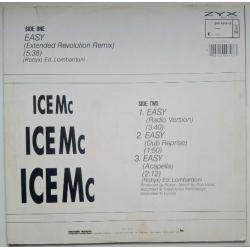 ZYX
SIDE ONE
EASY
(Extended Revolution Remix)
(5:38)
(Robyx) Ed. Lombardoni
ICE Mc
ICE Mc
ICE Mc
SIDE TWO
1. EASY
(Radio Version)
(3:40)
2. EASY
(Dub Reprise)
(1:50)
3. EASY
(Acapella)
(2:12)
(Robyx) Ed. Lombardoni